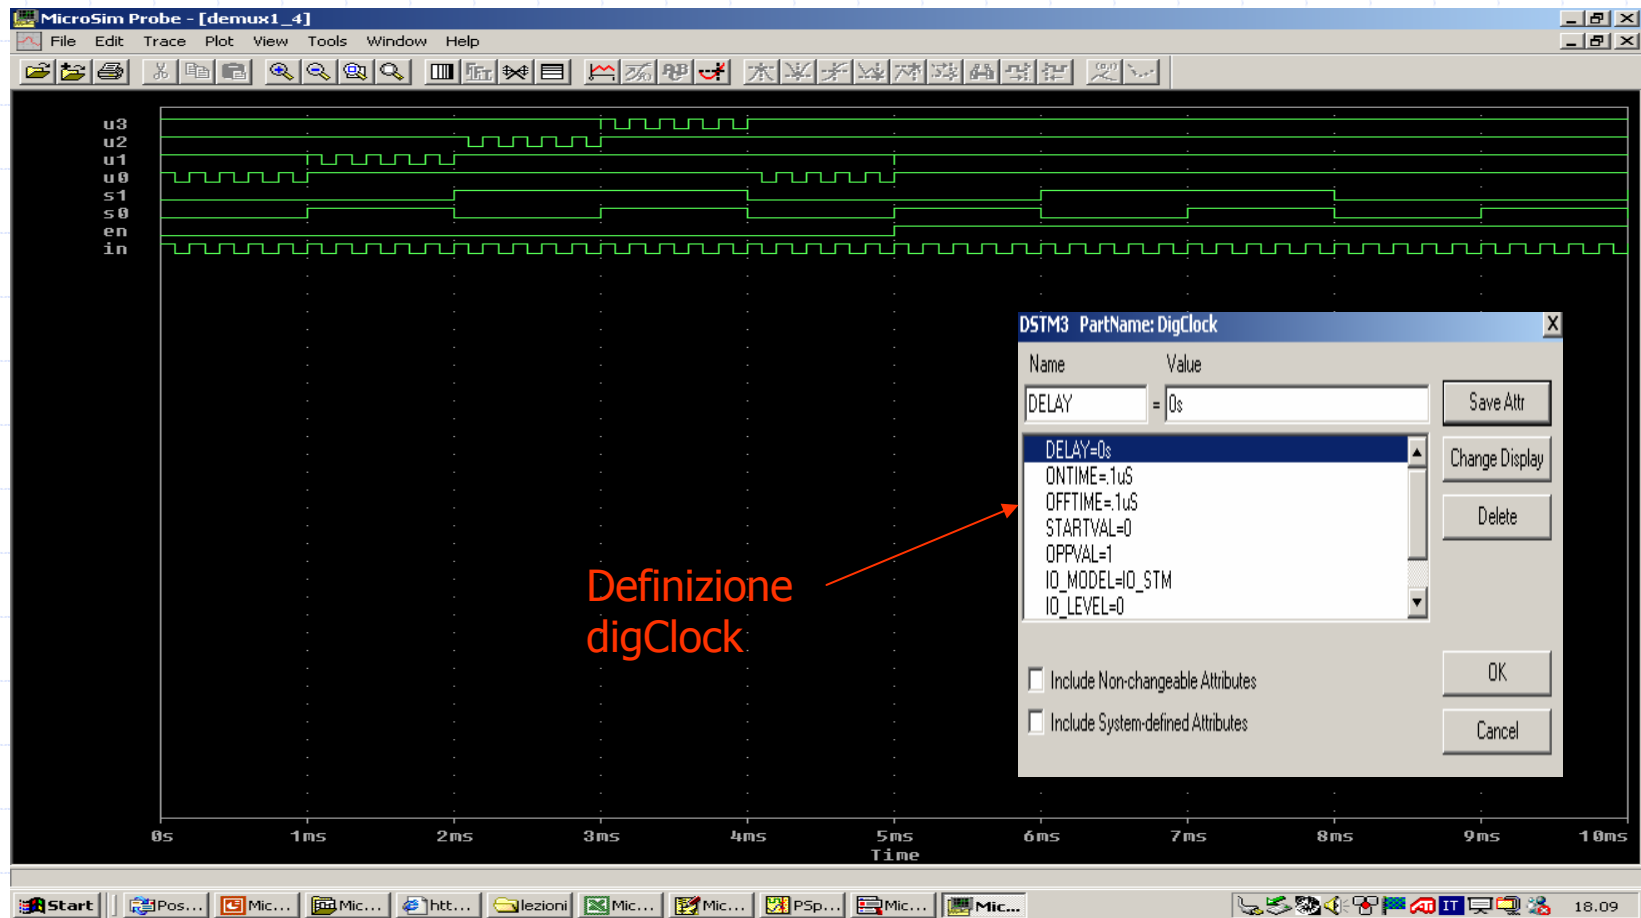 MicroSim Probe - [demux1_4]
File Edit Trace Plot View Tools Window Help
u3
u2
u1
u0
s1
s0
en
in
DSTM3 PartName: DigClock
Name Value
DELAY = 0s
Save Attr
DELAY=0s
Change Display
ONTIME=.1uS
OFFTIME=.1uS
Delete
STARTVAL=0
OPPVAL=1
IO_MODEL=IO_STM
IO_LEVEL=0
Definizione
digClock
Include Non-changeable Attributes
OK
Include System-defined Attributes
Cancel
0s 1ms 2ms 3ms 4ms 5ms 6ms 7ms 8ms 9ms 10ms
Time
Start Pos... Mic... Mic... htt... lezioni Mic... Mic... PSp... Mic... Mic... IT 18.09